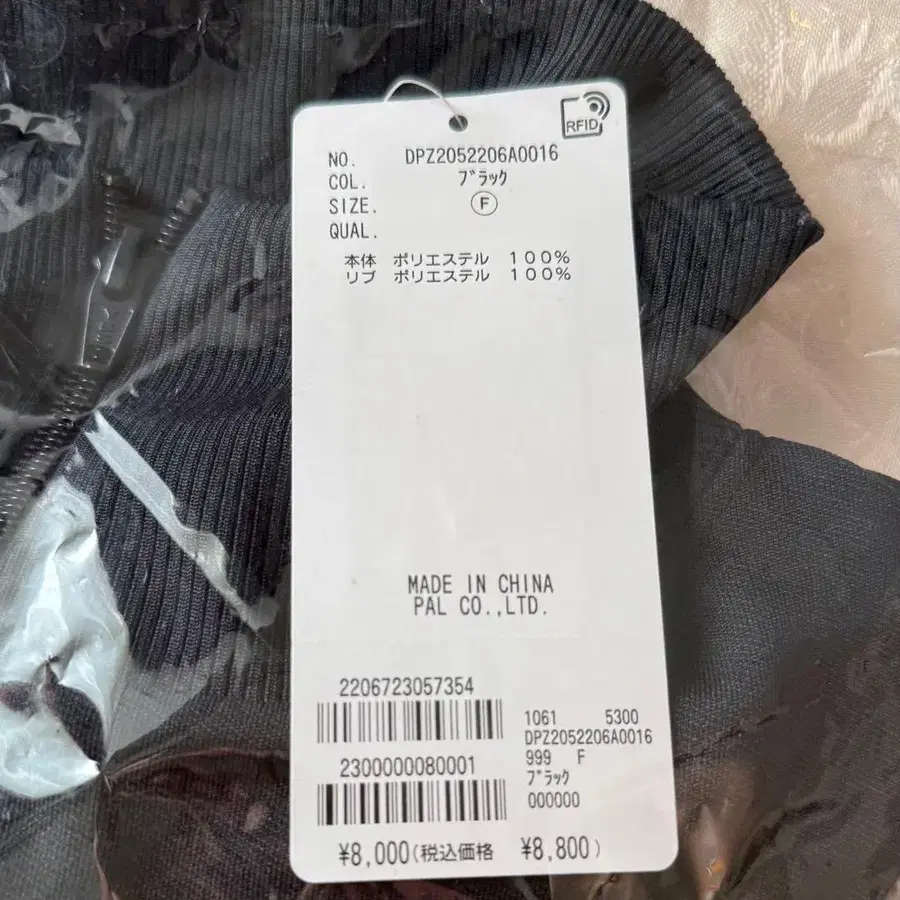 RFID
NO. DPZ2052206A0016
COL. ブラック
SIZE. F
QUAL.
本体 ポリエステル 100%
リブ ポリエステル 100%
MADE IN CHINA
PAL CO.,LTD.
2206723057354
1061 5300
DPZ2052206A0016
2300000080001
999 F
ブラック
000000
¥8,000(税込価格 ¥8,800)